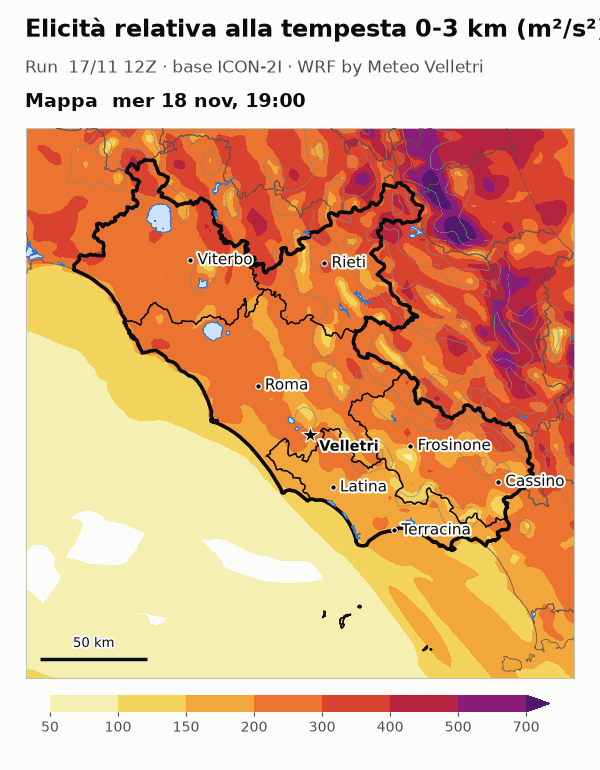 Elicità relativa alla tempesta 0-3 km (m²/s²)
Run 17/11 12Z · base ICON-2I · WRF by Meteo Velletri
Mappa mer 18 nov, 19:00
Viterbo
Rieti
Roma
Velletri
Frosinone
Latina
Cassino
Terracina
50 km
50 100 150 200 300 400 500 700